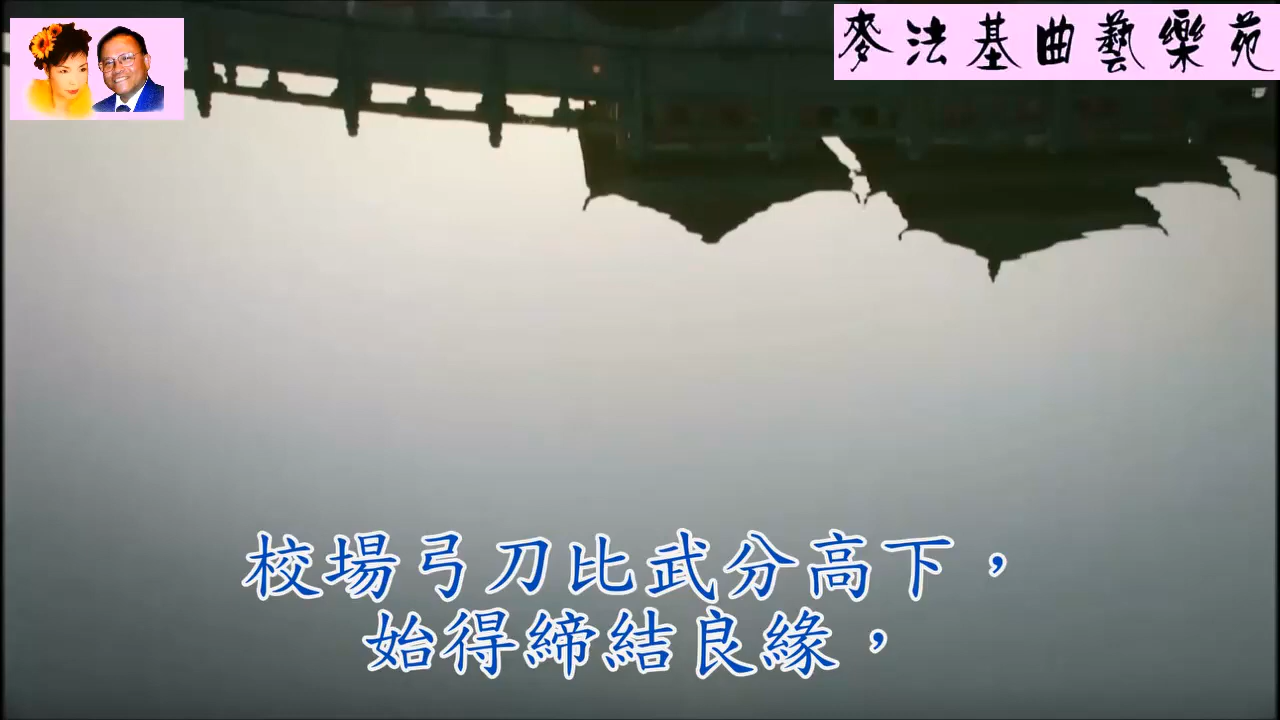 麥法基曲藝樂苑
校場弓刀比武分高下，
始得締結良緣，